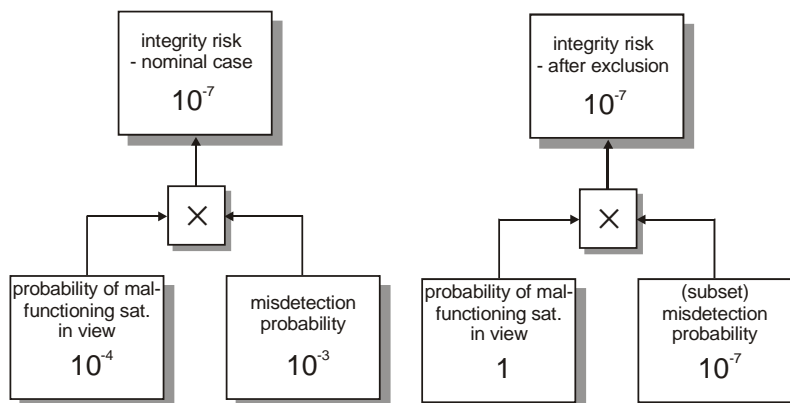 integrity risk
- nominal case
10⁻⁷
×
probability of mal-
functioning sat.
in view
10⁻⁴
misdetection
probability
10⁻³
integrity risk
- after exclusion
10⁻⁷
×
probability of mal-
functioning sat.
in view
1
(subset)
misdetection
probability
10⁻⁷